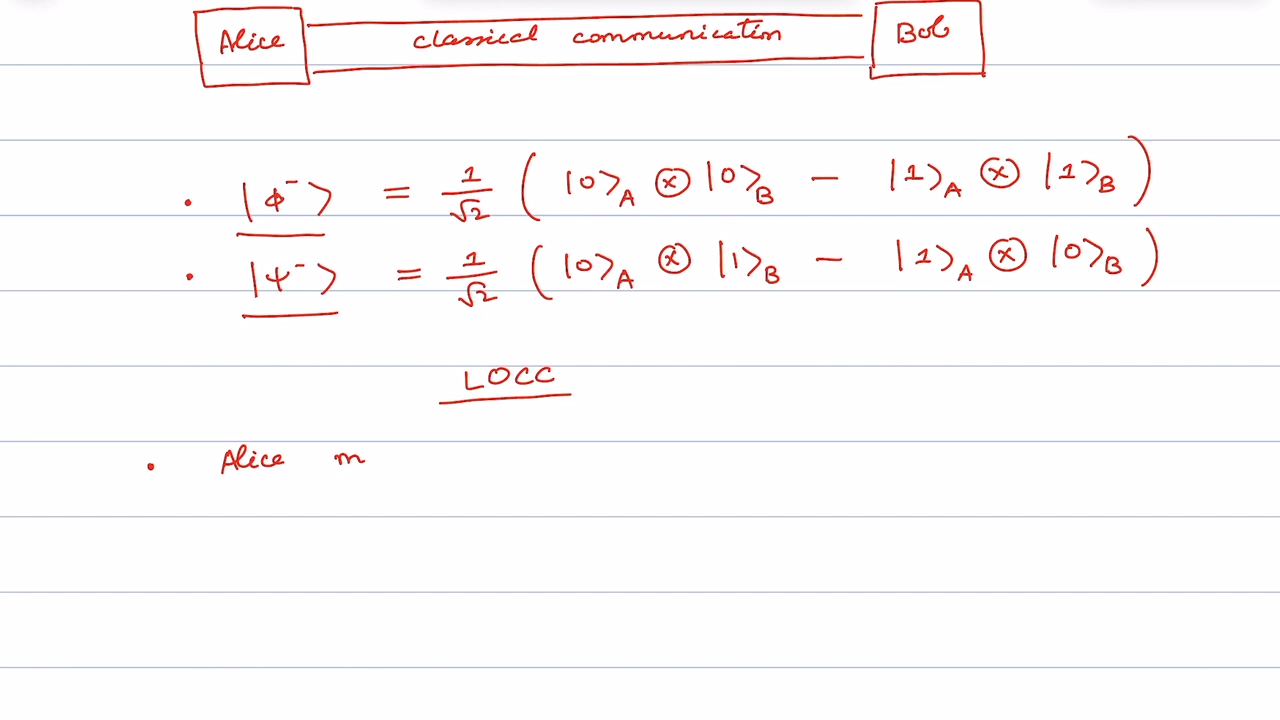 Alice classical communication Bob
· |ϕ⁻⟩ = 1/√2 ( |0⟩_A ⊗ |0⟩_B − |1⟩_A ⊗ |1⟩_B )
· |ψ⁻⟩ = 1/√2 ( |0⟩_A ⊗ |1⟩_B − |1⟩_A ⊗ |0⟩_B )
LOCC
· Alice m